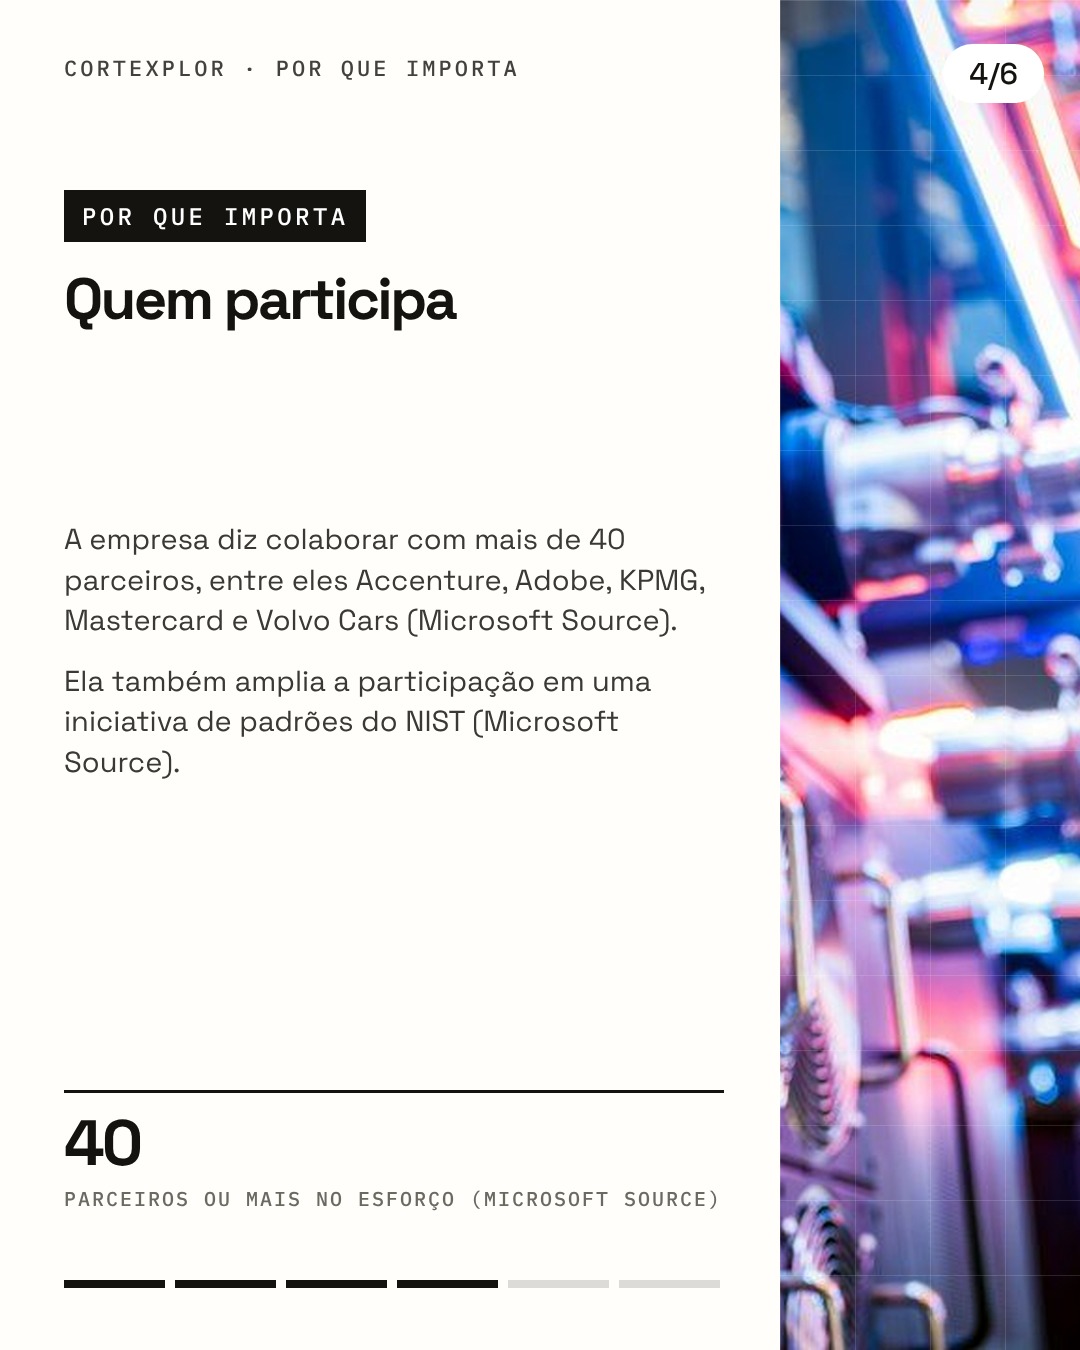 CORTEXPLOR · POR QUE IMPORTA
4/6
POR QUE IMPORTA
Quem participa
A empresa diz colaborar com mais de 40
parceiros, entre eles Accenture, Adobe, KPMG,
Mastercard e Volvo Cars (Microsoft Source).
Ela também amplia a participação em uma
iniciativa de padrões do NIST (Microsoft
Source).
40
PARCEIROS OU MAIS NO ESFORÇO (MICROSOFT SOURCE)